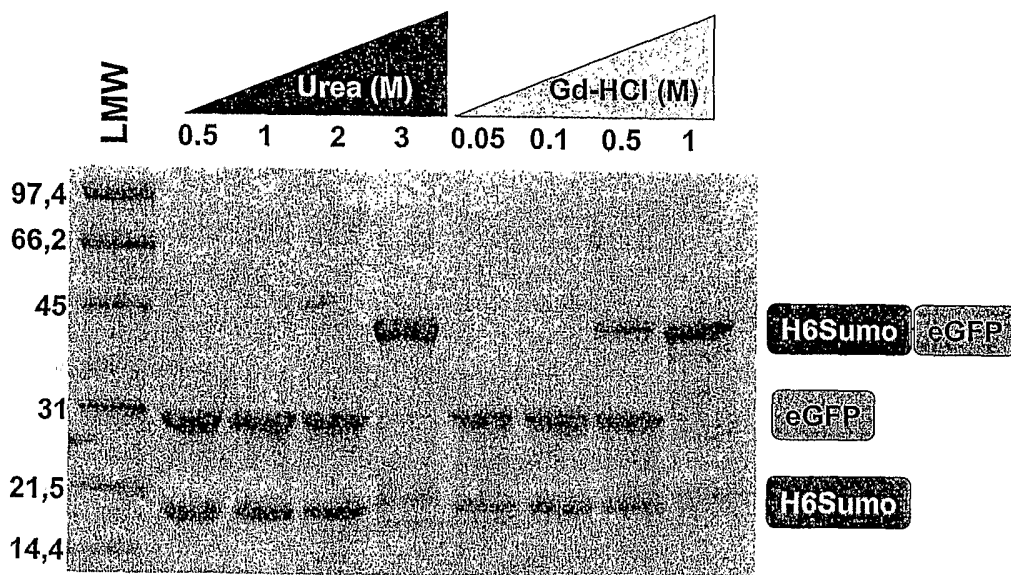 LMW
Urea (M) Gd-HCl (M)
0.5 1 2 3 0.05 0.1 0.5 1
97,4
66,2
45
H6Sumo eGFP
31
eGFP
21,5
H6Sumo
14,4